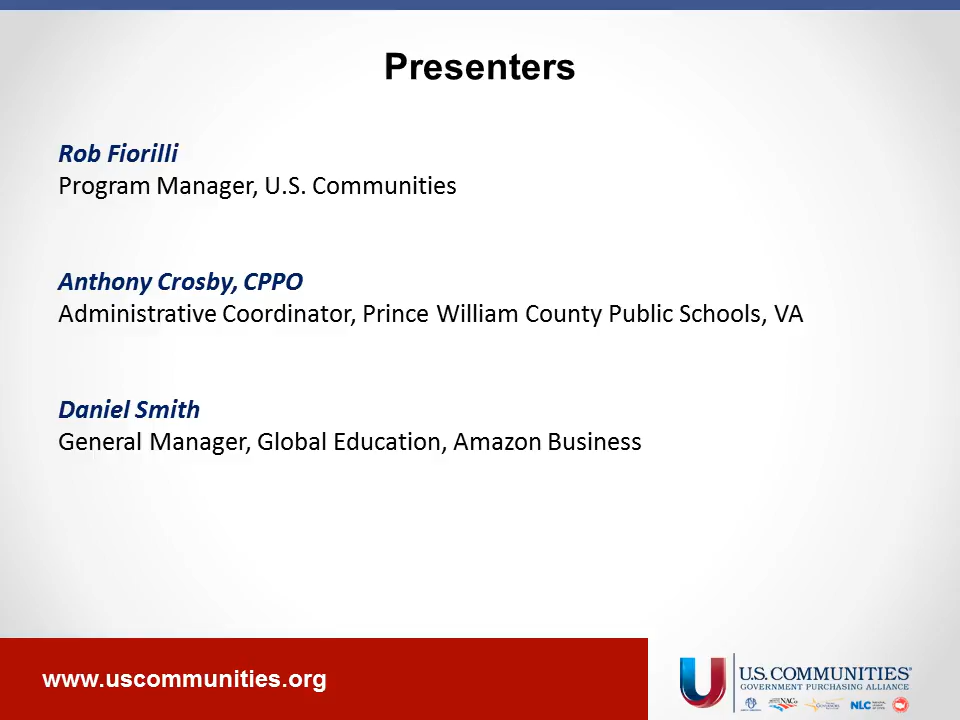 Presenters
Rob Fiorilli
Program Manager, U.S. Communities
Anthony Crosby, CPPO
Administrative Coordinator, Prince William County Public Schools, VA
Daniel Smith
General Manager, Global Education, Amazon Business
www.uscommunities.org
U.S. COMMUNITIES®
GOVERNMENT PURCHASING ALLIANCE
NACo
NLC